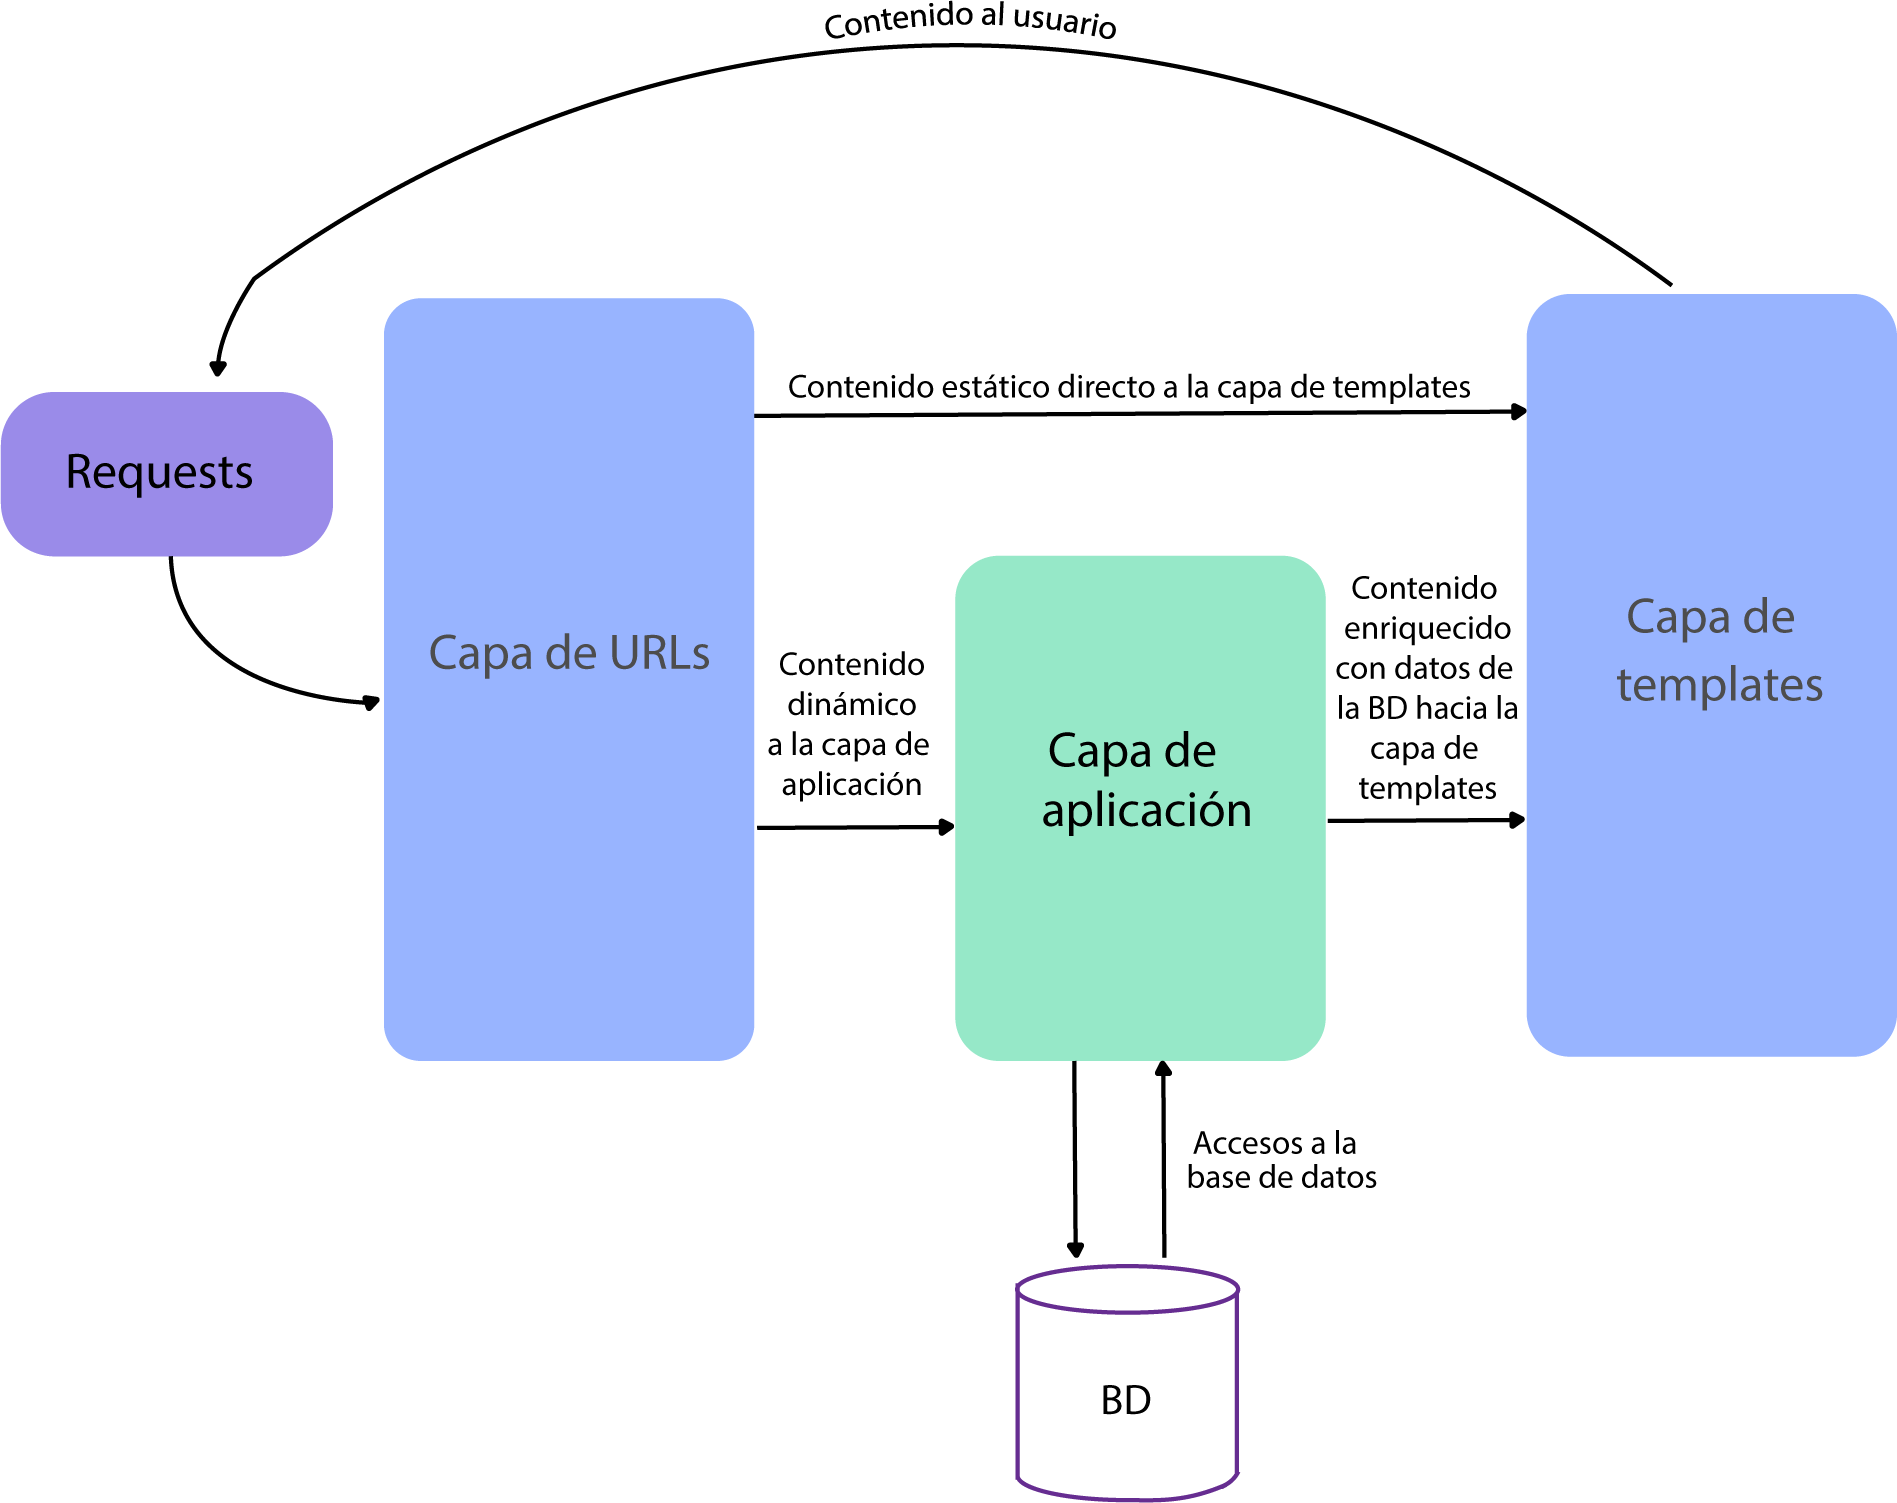 Contenido al usuario
Contenido estático directo a la capa de templates
Requests
Capa de URLs
Contenido
dinámico
a la capa de
aplicación
Capa de
aplicación
Contenido
enriquecido
con datos de
la BD hacia la
capa de
templates
Capa de
templates
Accesos a la
base de datos
BD